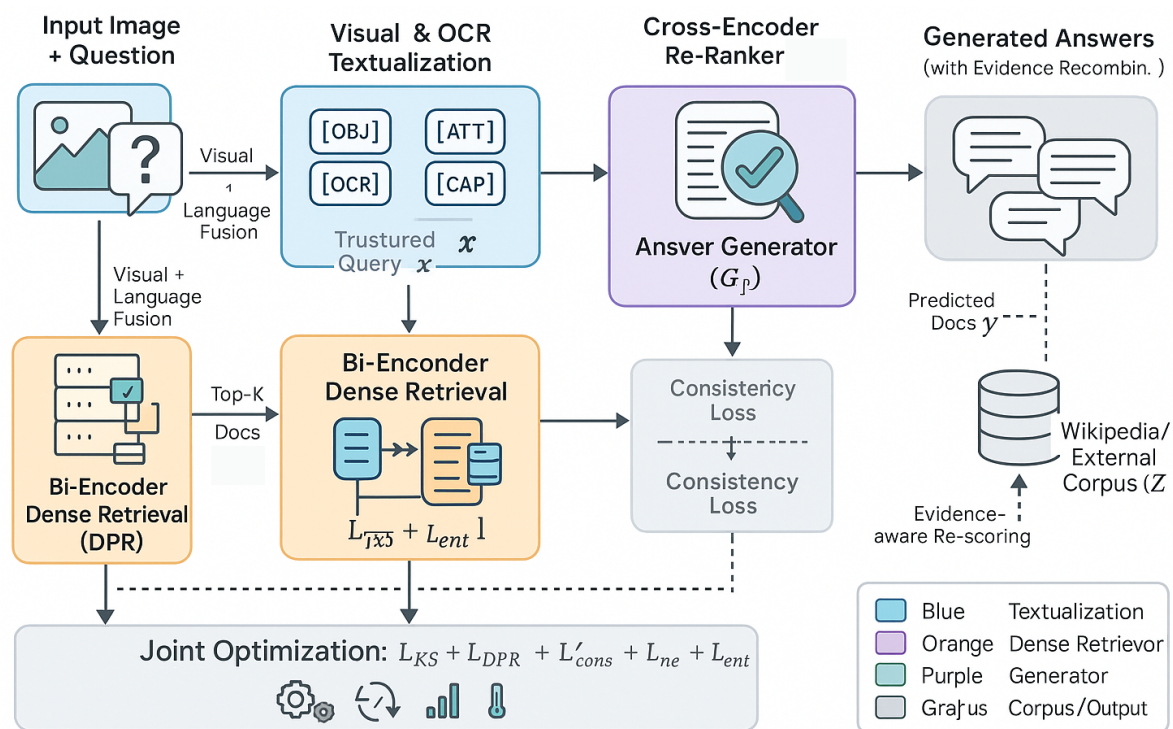 Input Image
+ Question
Visual & OCR
Textualization
Cross-Encoder
Re-Ranker
Generated Answers
(with Evidence Recombin. )
?
Visual
Language
Fusion
[OBJ]
[ATT]
[OCR]
[CAP]
Trustured x
Query x
Ansver Generator
Visual +
Language
Fusion
Predicted
Docs y
Bi-Encoder
Dense Retrieval
(DPR)
Top-K
Docs
Bi-Enconder
Dense Retrieval
+ L_ent
Consistericy
Loss
Consistency
Loss
Wikipedia/
External
Corpus (Z
Evidence-
aware Re-scoring
Joint Optimization: L_KS + L_DPR + L'_cons + L_ne + L_ent
Blue Textualization
Orange Dense Retrievor
Purple Generator
Corpus/Output